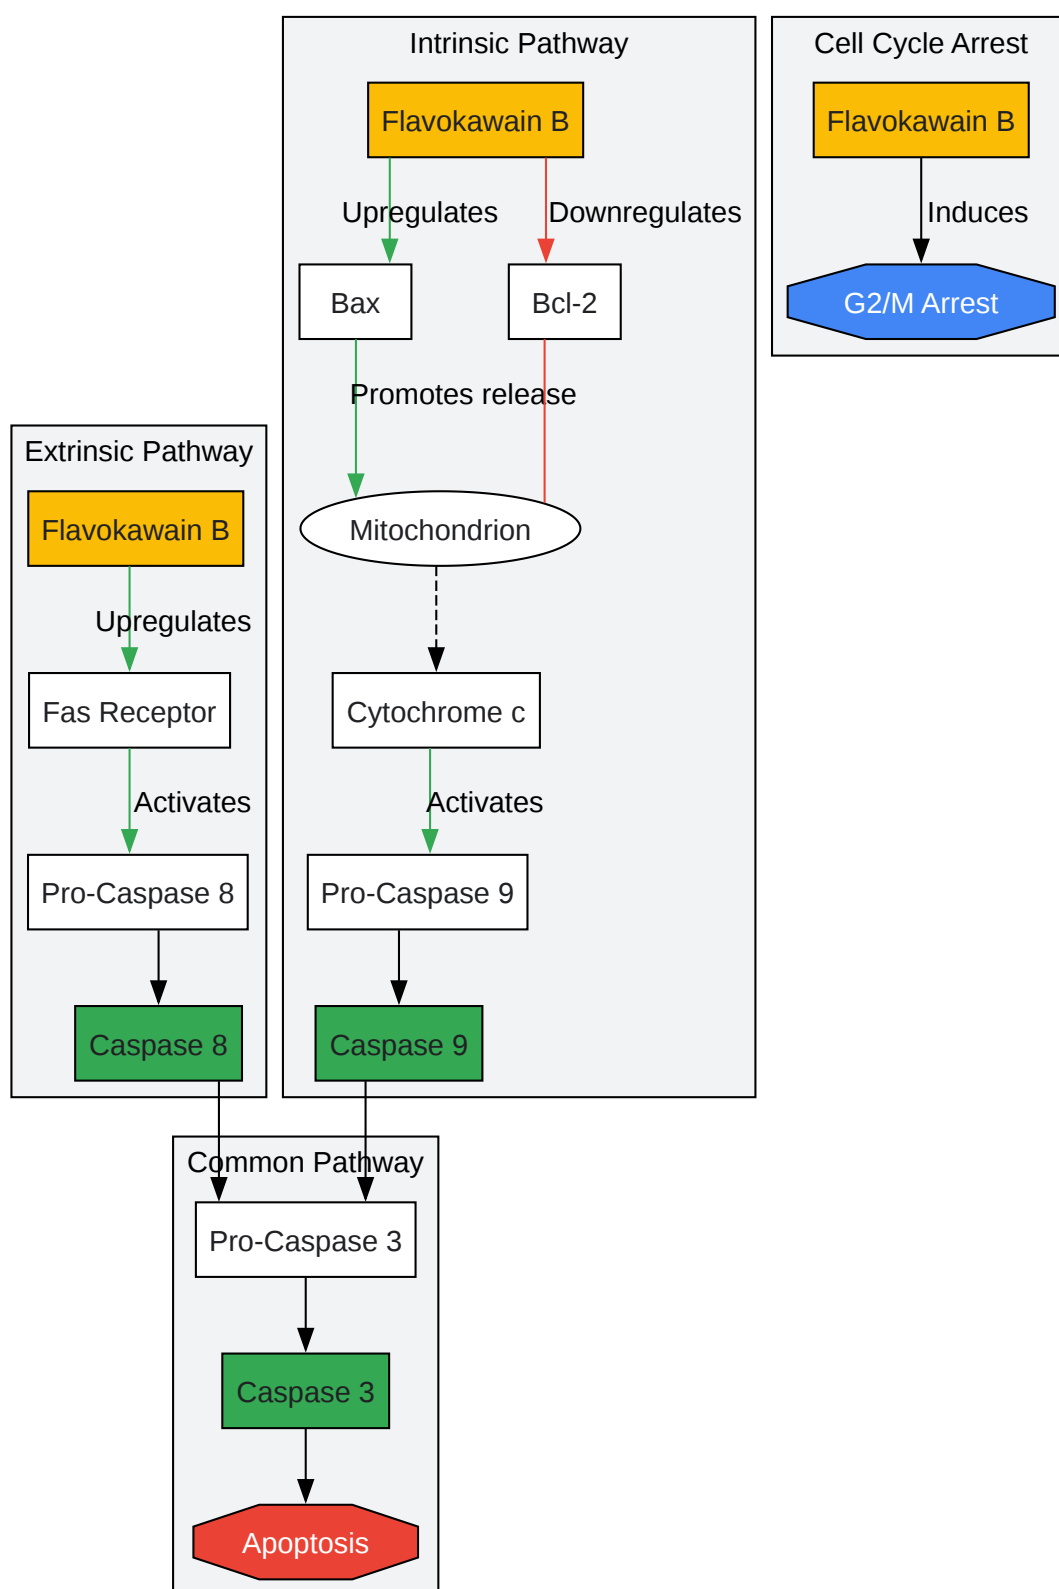 Intrinsic Pathway
Flavokawain B
Upregulates
Downregulates
Bax
Bcl-2
Promotes release
Mitochondrion
Cytochrome c
Activates
Pro-Caspase 9
Caspase 9
Cell Cycle Arrest
Flavokawain B
Induces
G2/M Arrest
Extrinsic Pathway
Flavokawain B
Upregulates
Fas Receptor
Activates
Pro-Caspase 8
Caspase 8
Common Pathway
Pro-Caspase 3
Caspase 3
Apoptosis